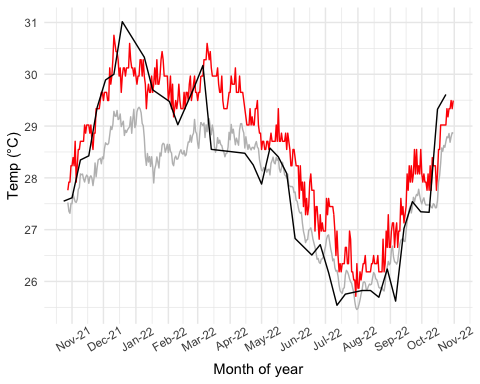 Temp (°C)
31
30
29
28
27
26
Nov-21
Dec-21
Jan-22
Feb-22
Mar-22
Apr-22
May-22
Jun-22
Jul-22
Aug-22
Sep-22
Oct-22
Nov-22
Month of year